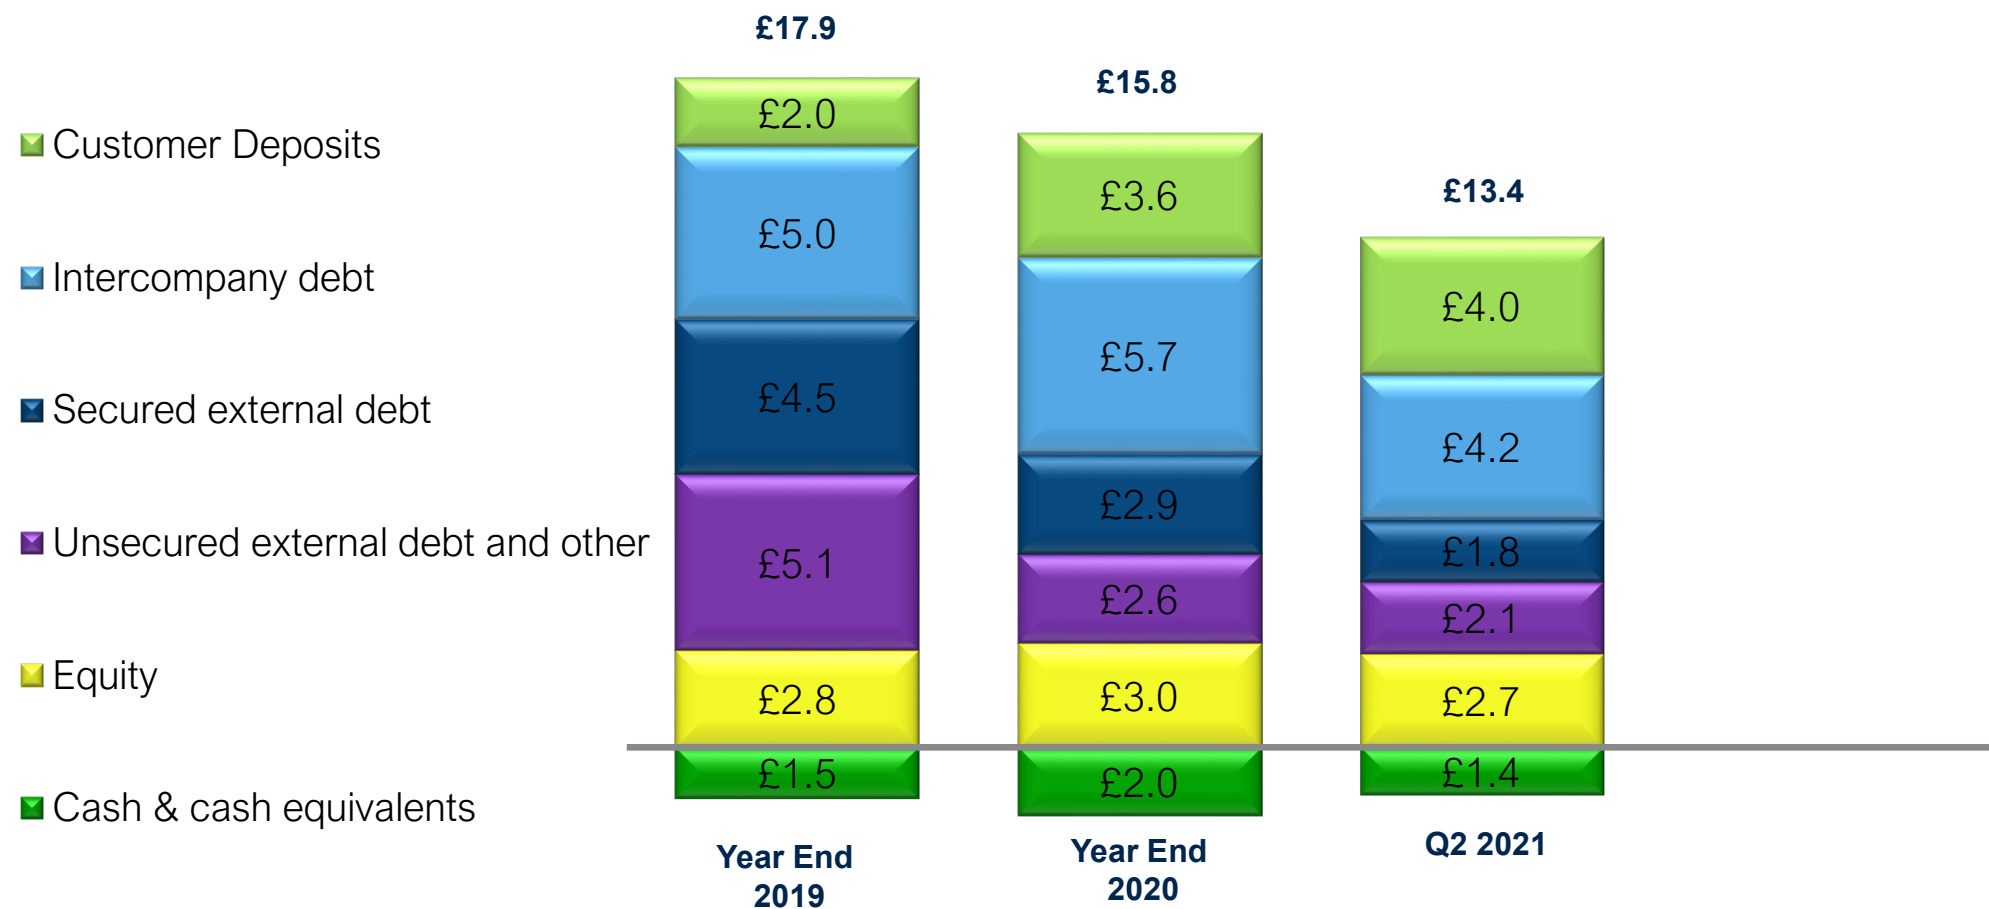 £17.9
£15.8
£13.4
Customer Deposits
Intercompany debt
Secured external debt
Unsecured external debt and other
Equity
Cash & cash equivalents
£2.0
£5.0
£4.5
£5.1
£2.8
£1.5
£3.6
£5.7
£2.9
£2.6
£3.0
£2.0
£4.0
£4.2
£1.8
£2.1
£2.7
£1.4
Year End
2019
Year End
2020
Q2 2021